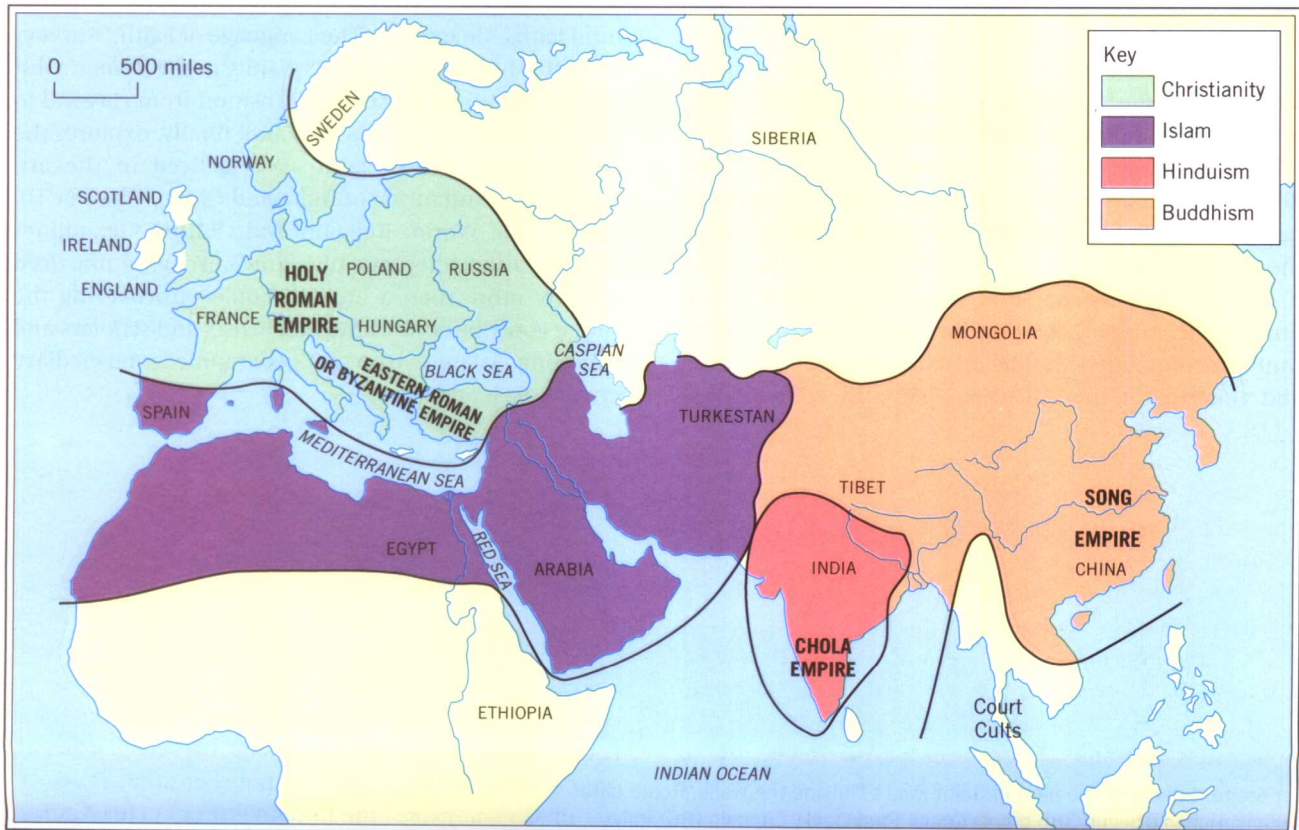 0 500 miles
Key
Christianity
Islam
Hinduism
Buddhism
SWEDEN
SIBERIA
NORWAY
SCOTLAND
IRELAND
ENGLAND
HOLY
ROMAN
EMPIRE
POLAND
RUSSIA
FRANCE
HUNGARY
MONGOLIA
CASPIAN
SEA
BLACK SEA
EASTERN ROMAN
OR BYZANTINE EMPIRE
SPAIN
TURKESTAN
MEDITERRANEAN SEA
TIBET
SONG
EMPIRE
CHINA
EGYPT
RED SEA
ARABIA
INDIA
CHOLA
EMPIRE
ETHIOPIA
Court
Cults
INDIAN OCEAN